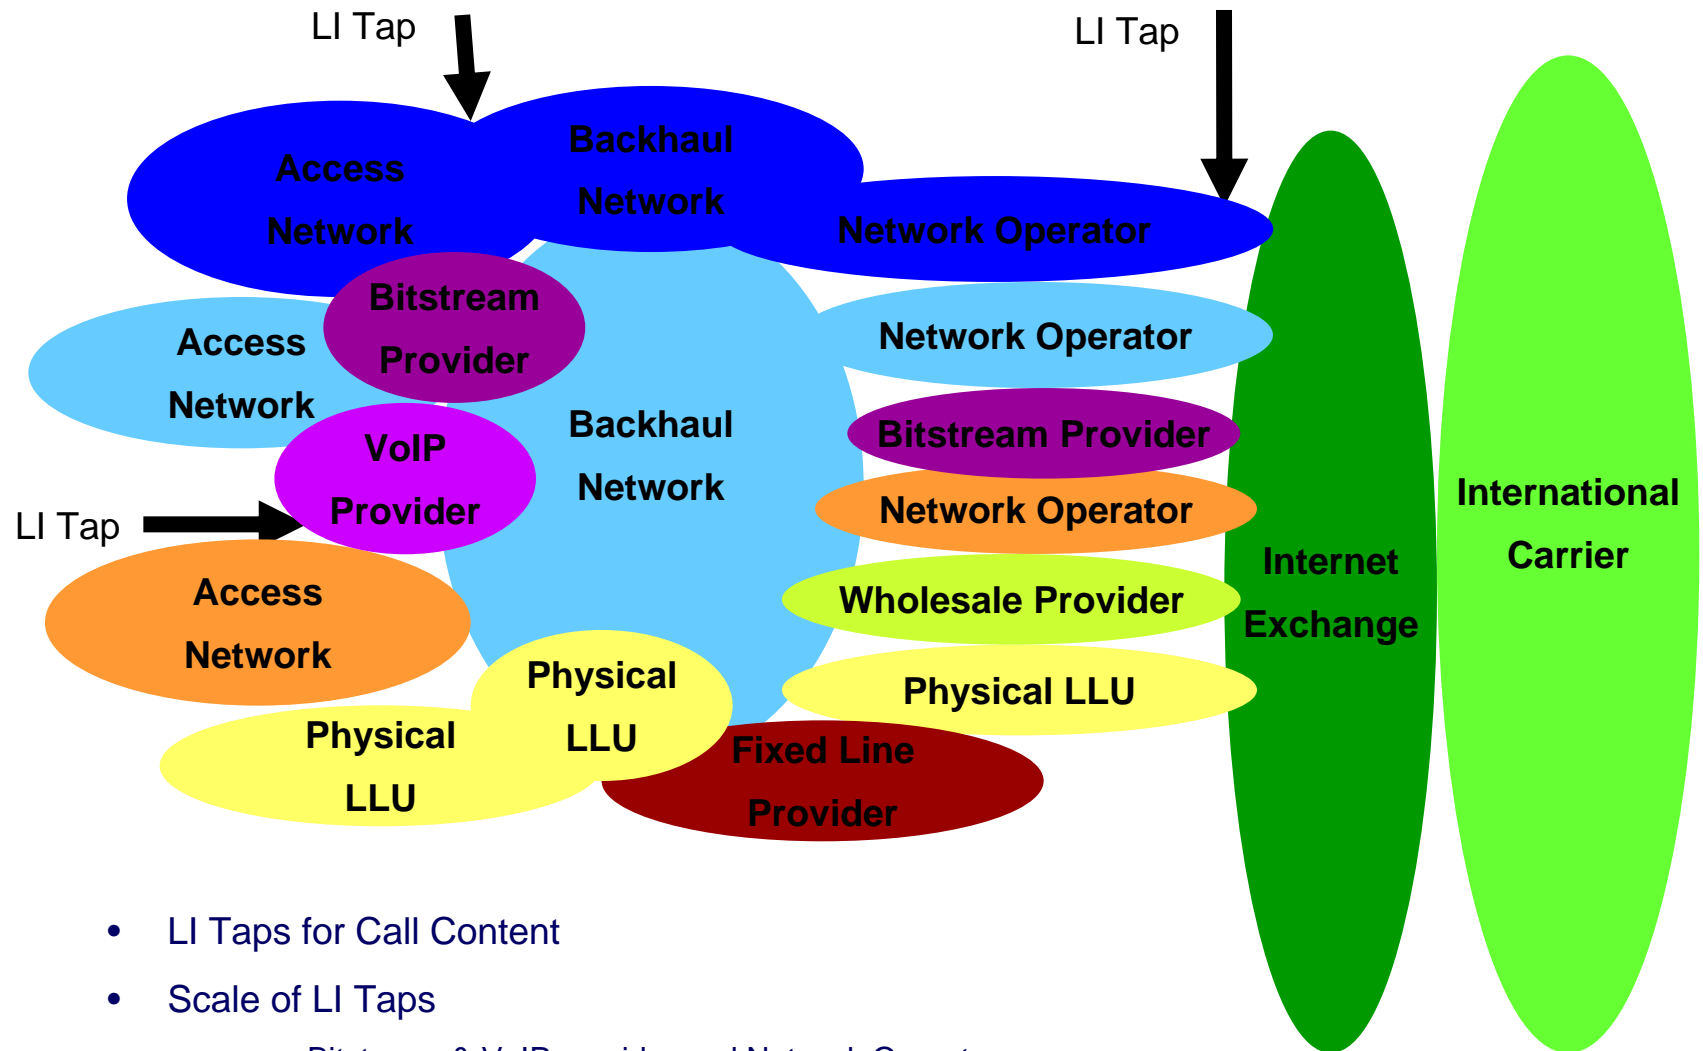 LI Tap
LI Tap
Access
Network
Backhaul
Network
Network Operator
Bitstream
Provider
Access
Network
Network Operator
VoIP
Provider
Backhaul
Network
Bitstream Provider
Network Operator
LI Tap
International
Carrier
Internet
Exchange
Access
Network
Wholesale Provider
Physical
LLU
Physical LLU
Physical
LLU
Fixed Line
Provider
• LI Taps for Call Content
• Scale of LI Taps